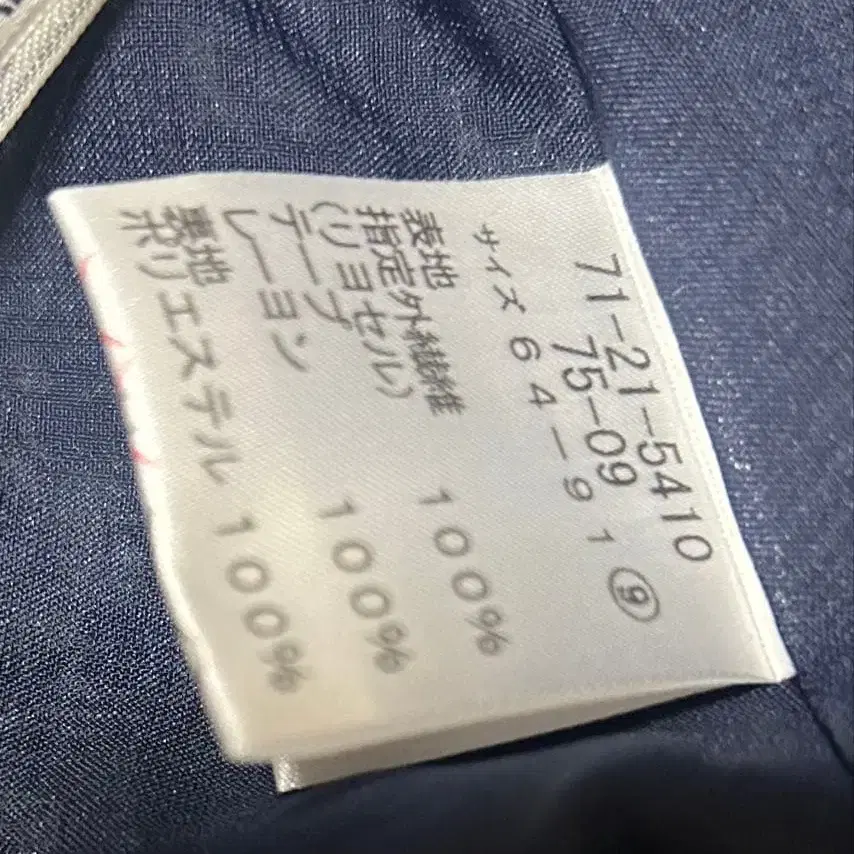 71-21-5410
75-09
サイズ 64-91 ⑨
表地
指定外繊維
(リヨセル) 100%
テープ
レーヨン 100%
裏地
ポリエステル 100%